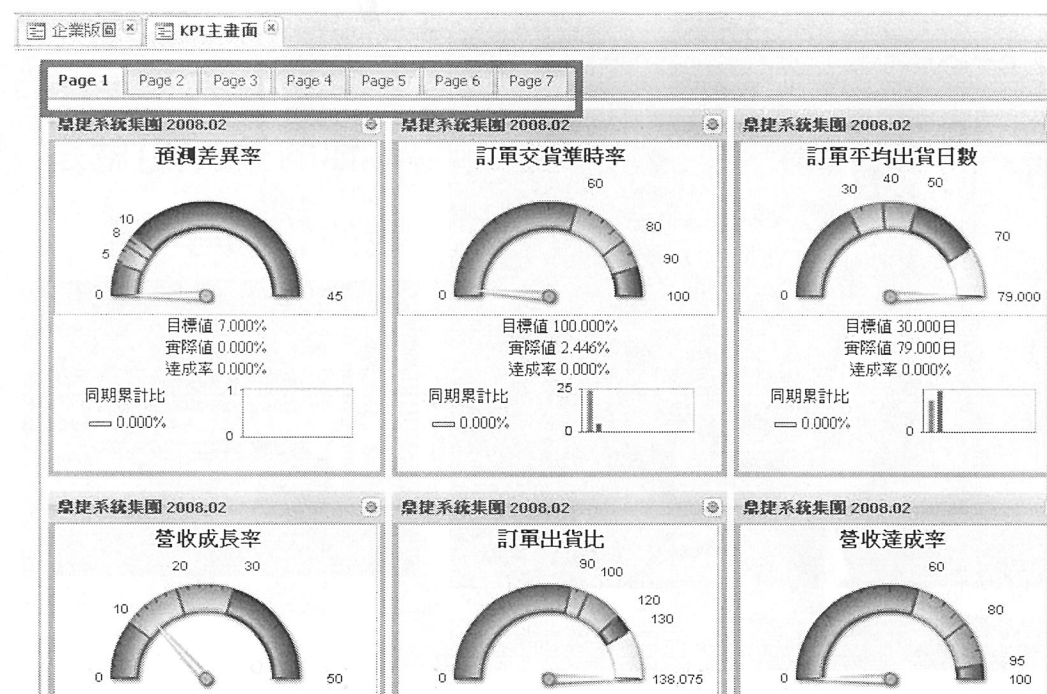 企業版圖 KPI主畫面
Page 1 Page 2 Page 3 Page 4 Page 5 Page 6 Page 7
鼎捷系統集團 2008.02
預測差異率
0
5
8
10
45
目標值 7.000%
實際值 0.000%
達成率 0.000%
同期累計比
0.000%
1
0
鼎捷系統集團 2008.02
訂單交貨準時率
0
60
80
90
100
目標值 100.000%
實際值 2.446%
達成率 0.000%
同期累計比
0.000%
25
0
鼎捷系統集團 2008.02
訂單平均出貨日數
0
30
40
50
70
79.000
目標值 30.000日
實際值 79.000日
達成率 0.000%
同期累計比
0.000%
0
鼎捷系統集團 2008.02
營收成長率
0
10
20
30
50
鼎捷系統集團 2008.02
訂單出貨比
0
90
100
120
130
138.075
鼎捷系統集團 2008.02
營收達成率
0
60
80
95
100